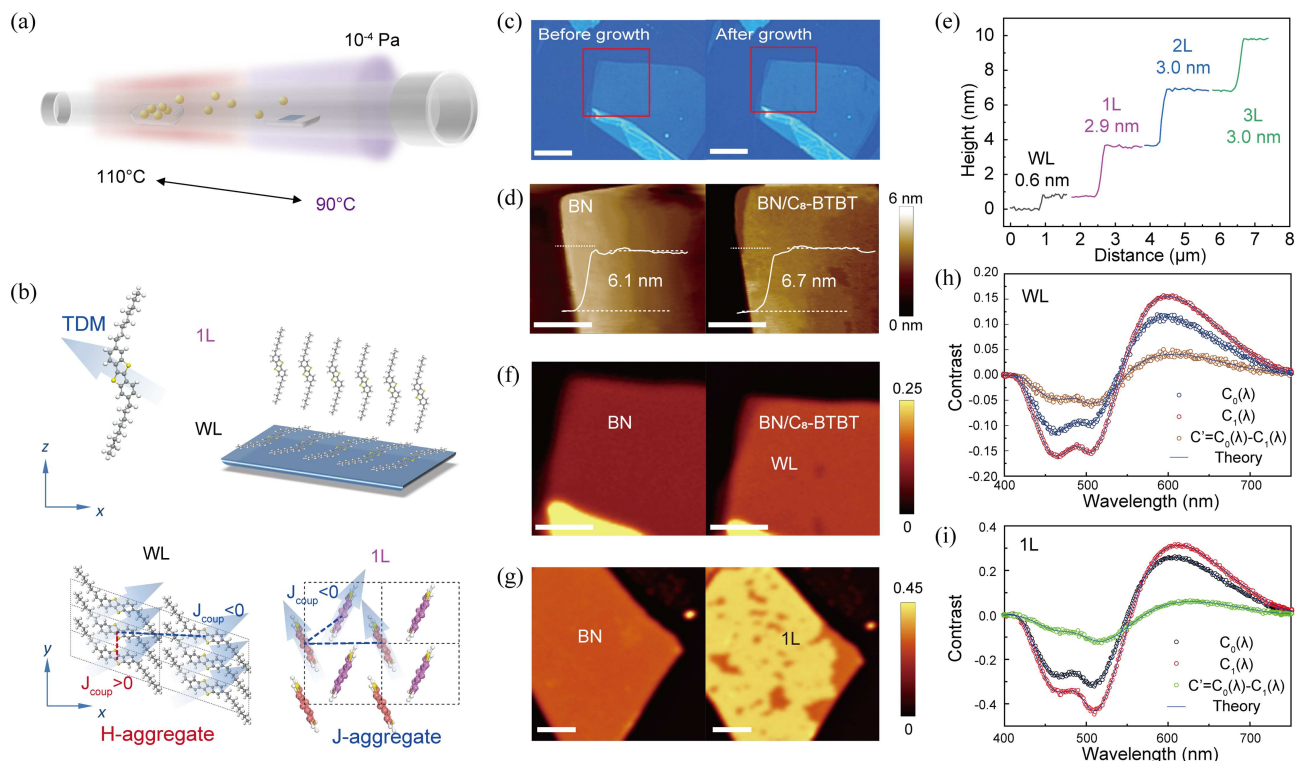 (a)
10⁻⁴ Pa
110°C
90°C
(b)
TDM
1L
WL
z
x
WL
1L
J_coup<0
J_coup>0
J_coup<0
y
x
H-aggregate
J-aggregate
(c)
Before growth
After growth
(d)
BN
6.1 nm
BN/C₈-BTBT
6.7 nm
6 nm
0 nm
(f)
BN
BN/C₈-BTBT
WL
0.25
0
(g)
BN
1L
0.45
0
(e)
Height (nm)
10
8
6
4
2
0
WL
0.6 nm
1L
2.9 nm
2L
3.0 nm
3L
3.0 nm
0 1 2 3 4 5 6 7 8
Distance (μm)
(h)
WL
Contrast
0.20
0.15
0.10
0.05
0.00
-0.05
-0.10
-0.15
-0.20
C₀(λ)
C₁(λ)
C'=C₀(λ)-C₁(λ)
Theory
400 500 600 700
Wavelength (nm)
(i)
1L
Contrast
0.4
0.2
0.0
-0.2
-0.4
C₀(λ)
C₁(λ)
C'=C₀(λ)-C₁(λ)
Theory
400 500 600 700
Wavelength (nm)